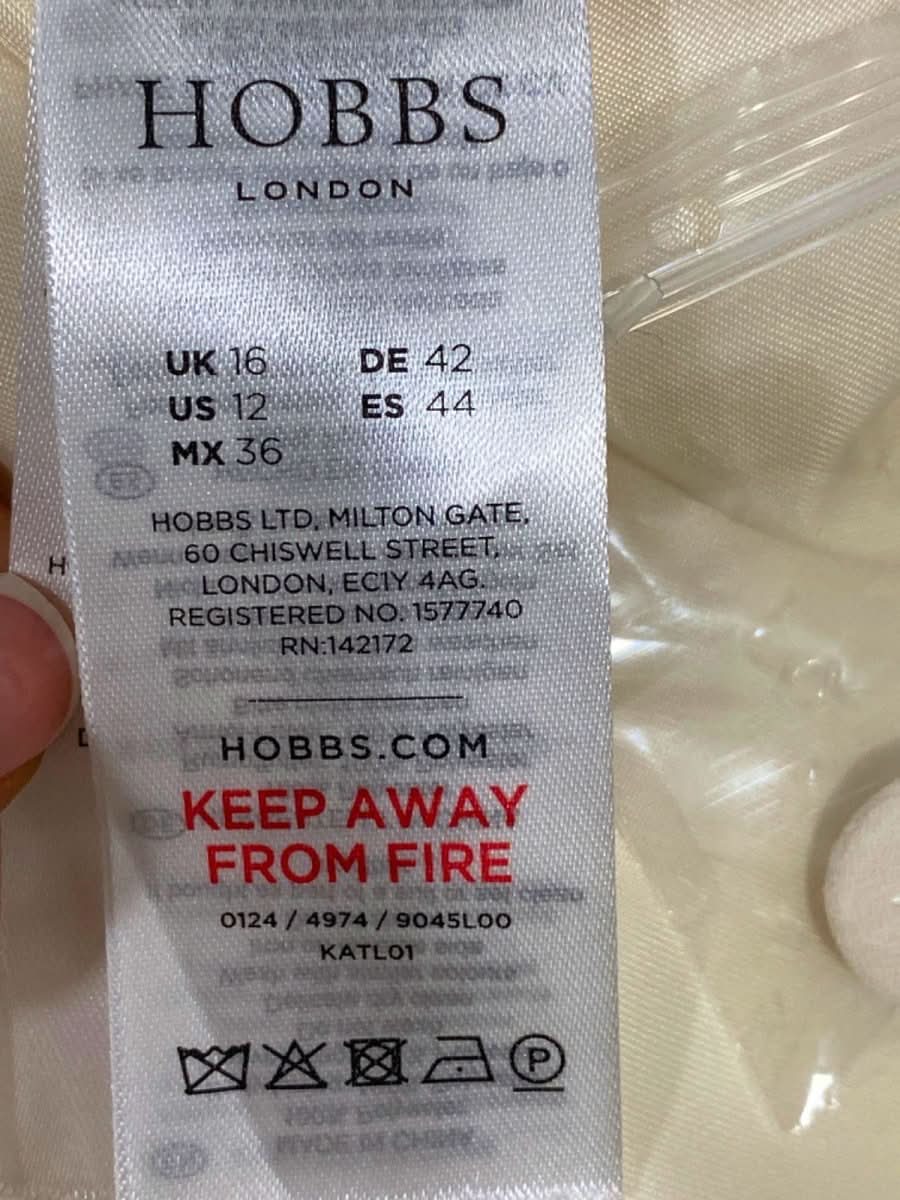 HOBBS
LONDON
UK 16 DE 42
US 12 ES 44
MX 36
HOBBS LTD, MILTON GATE,
60 CHISWELL STREET,
LONDON, EC1Y 4AG.
REGISTERED NO. 1577740
RN:142172
HOBBS.COM
KEEP AWAY
FROM FIRE
0124 / 4974 / 9045L00
KATL01
P